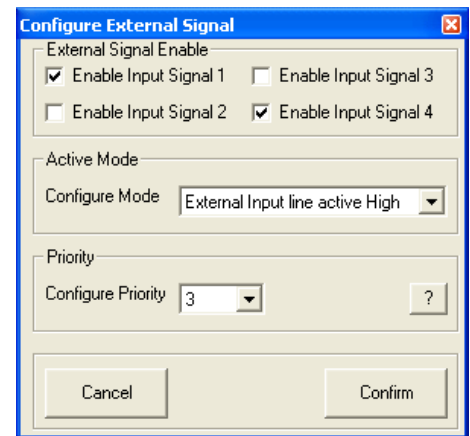 Configure External Signal
External Signal Enable
Enable Input Signal 1 Enable Input Signal 3
Enable Input Signal 2 Enable Input Signal 4
Active Mode
Configure Mode External Input line active High
Priority
Configure Priority 3 ?
Cancel Confirm